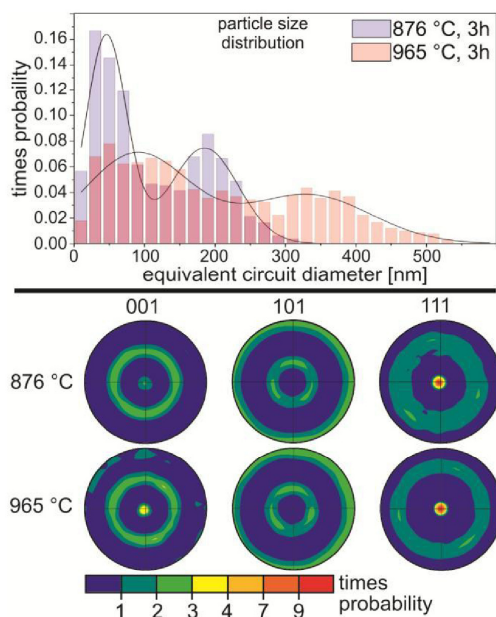 particle size
distribution
876 °C, 3h
965 °C, 3h
times probaility
0.16
0.14
0.12
0.10
0.08
0.06
0.04
0.02
0.00
0 100 200 300 400 500
equivalent circuit diameter [nm]
001 101 111
876 °C
965 °C
times
probability
1 2 3 4 7 9